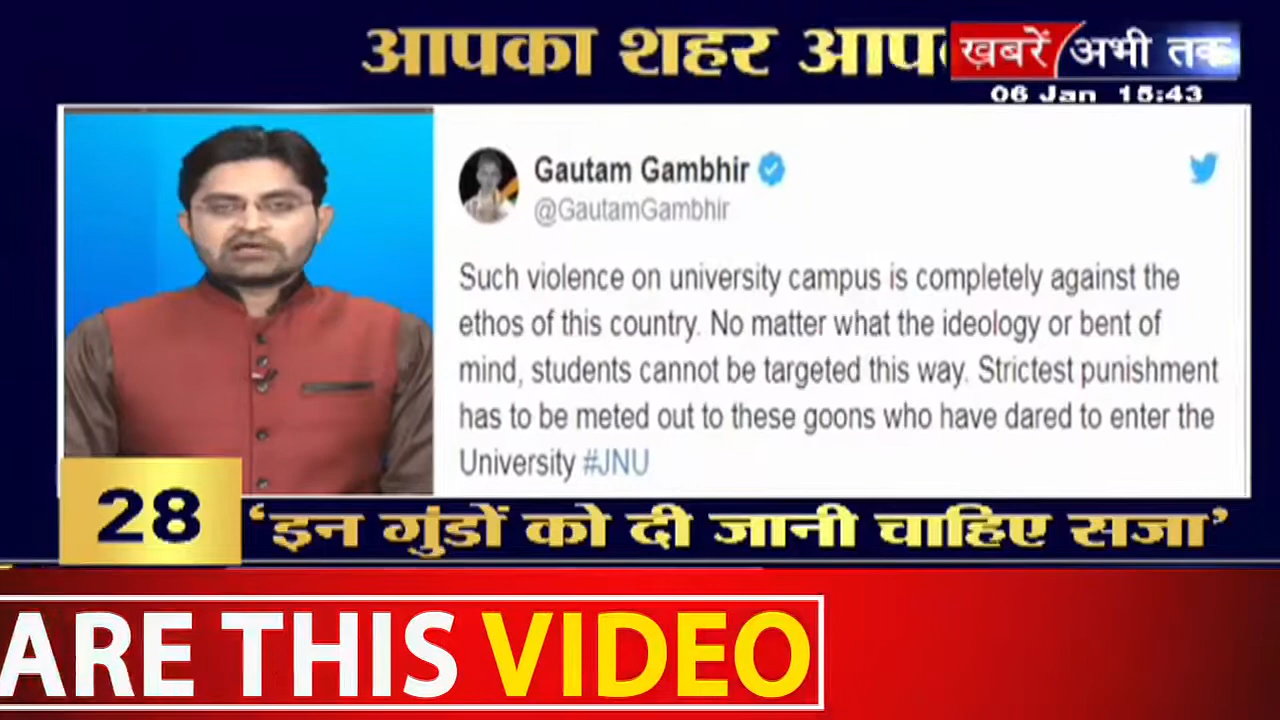 आपका शहर आपक
ख़बरें अभी तक
06 Jan 15:43
Gautam Gambhir
@GautamGambhir
Such violence on university campus is completely against the
ethos of this country. No matter what the ideology or bent of
mind, students cannot be targeted this way. Strictest punishment
has to be meted out to these goons who have dared to enter the
University #JNU
28
‘इन गुंडों को दी जानी चाहिए सजा’
ARE THIS VIDEO